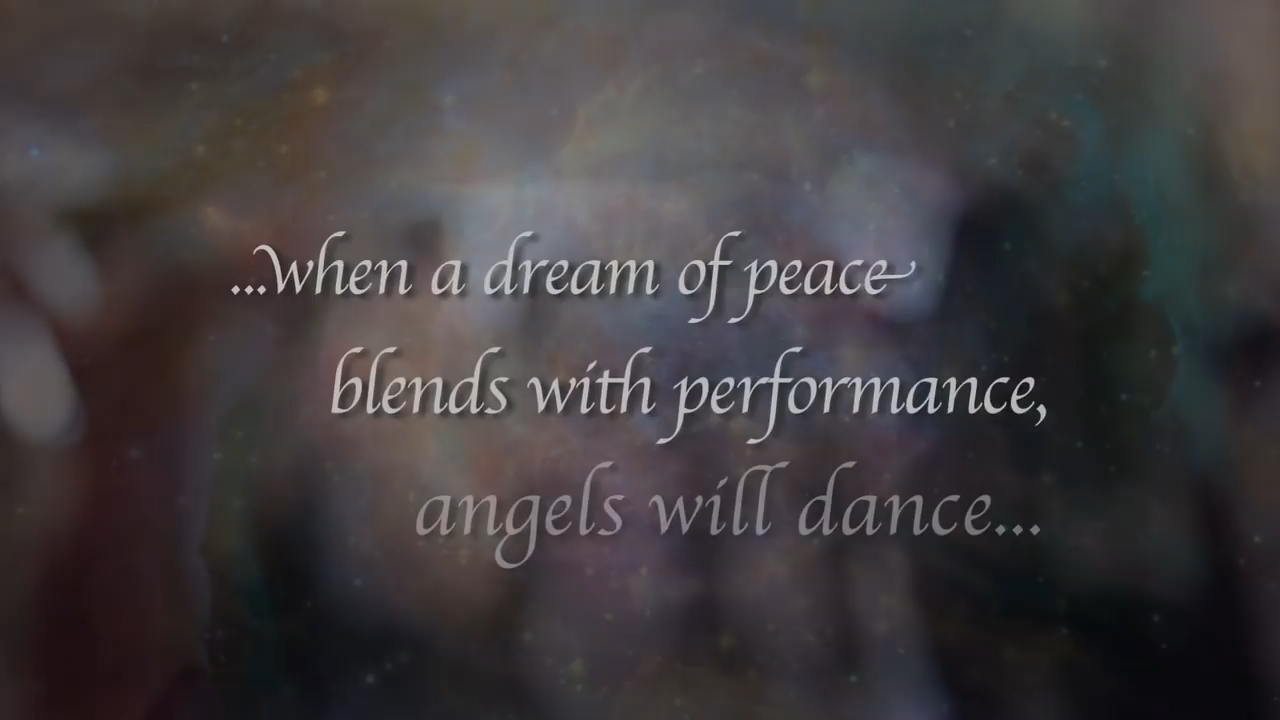 ...when a dream of peace
blends with performance,
angels will dance...